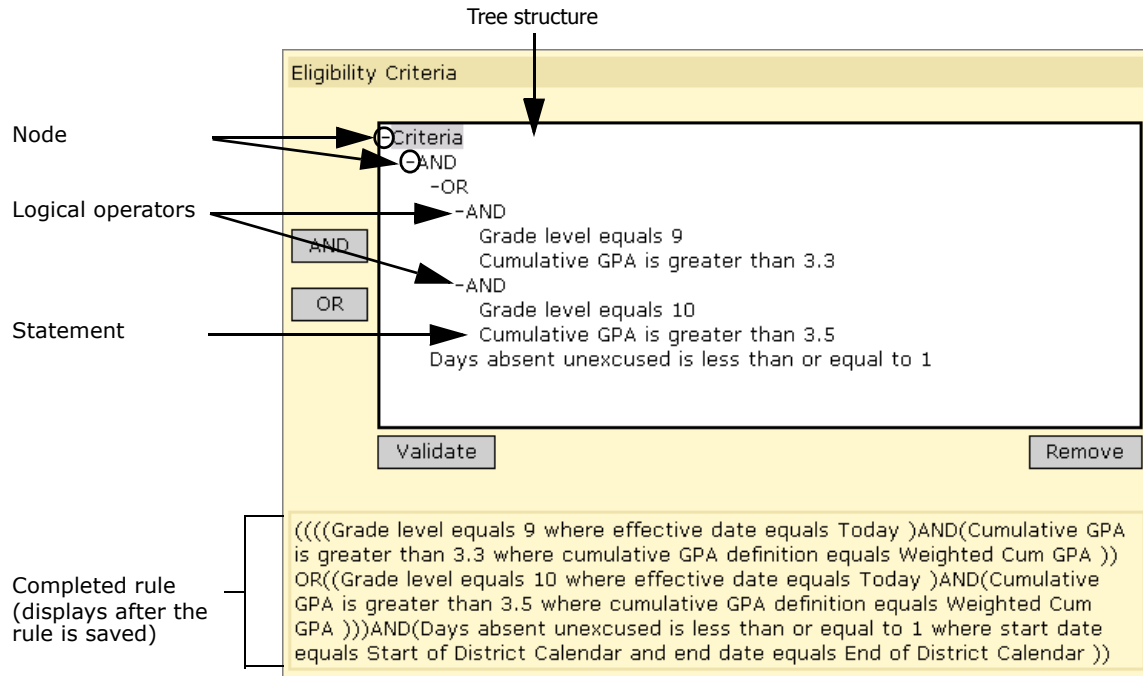 Tree structure
Eligibility Criteria
Node
-Criteria
-AND
-OR
Logical operators
-AND
Grade level equals 9
AND
Cumulative GPA is greater than 3.3
-AND
OR
Grade level equals 10
Statement
Cumulative GPA is greater than 3.5
Days absent unexcused is less than or equal to 1
Validate
Remove
((((Grade level equals 9 where effective date equals Today )AND(Cumulative GPA
is greater than 3.3 where cumulative GPA definition equals Weighted Cum GPA ))
OR((Grade level equals 10 where effective date equals Today )AND(Cumulative
GPA is greater than 3.5 where cumulative GPA definition equals Weighted Cum
GPA )))AND(Days absent unexcused is less than or equal to 1 where start date
equals Start of District Calendar and end date equals End of District Calendar ))
Completed rule
(displays after the
rule is saved)